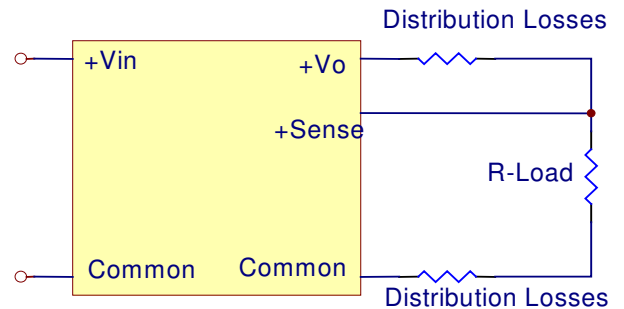 Distribution Losses
+Vin
+Vo
+Sense
R-Load
Common
Common
Distribution Losses